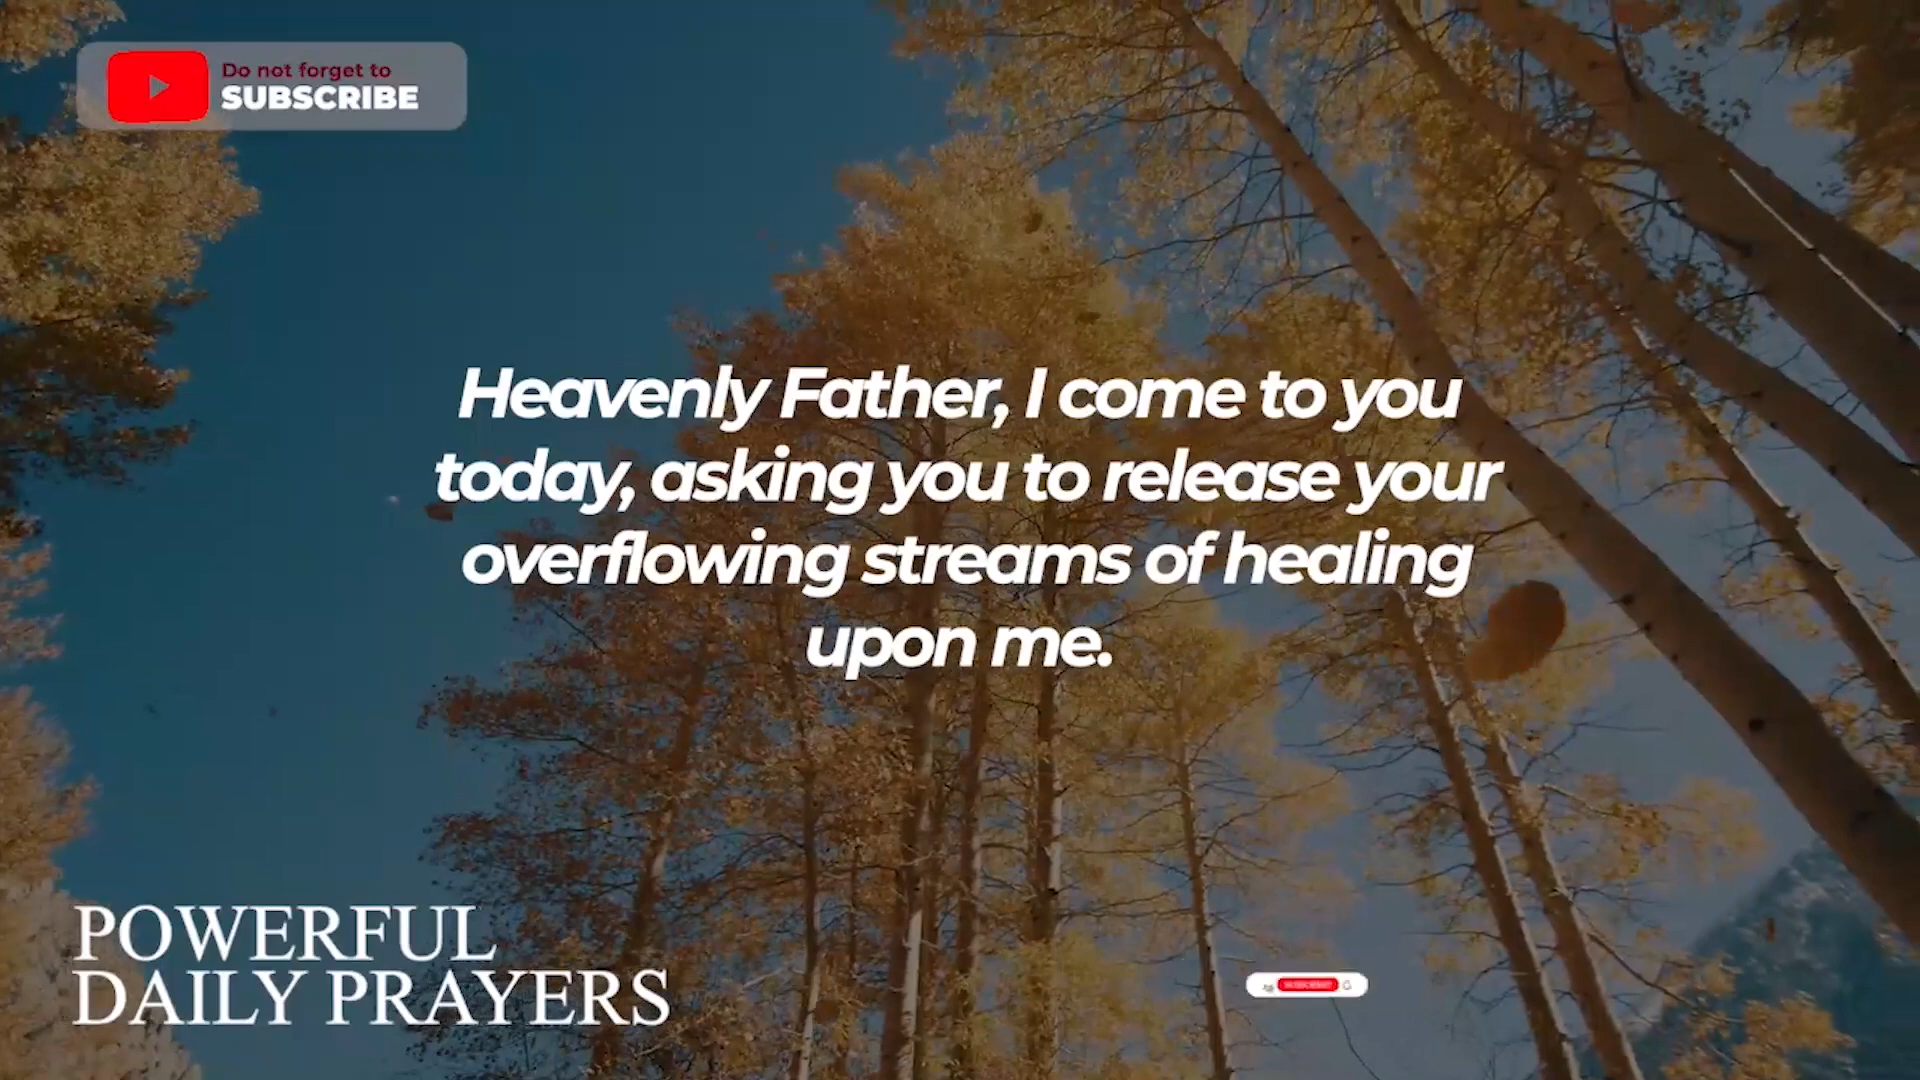 Do not forget to
SUBSCRIBE
Heavenly Father, I come to you
today, asking you to release your
overflowing streams of healing
upon me.
POWERFUL
DAILY PRAYERS